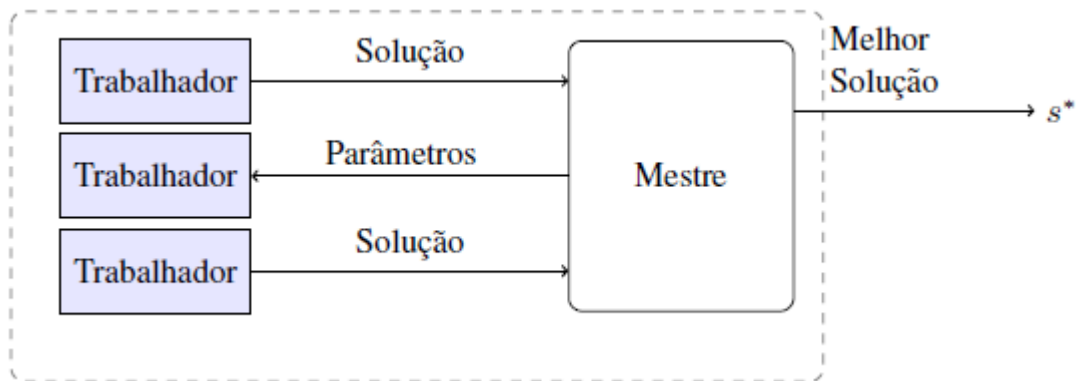 Trabalhador
Solução
Trabalhador
Parâmetros
Trabalhador
Solução
Mestre
Melhor
Solução
s*